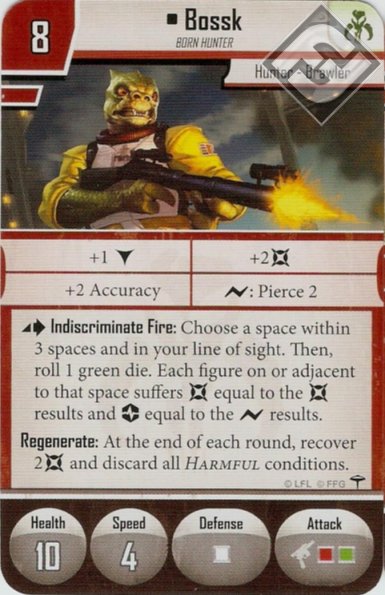 8
Bossk
BORN HUNTER
Hunter - Brawler
+1
+2
+2 Accuracy
: Pierce 2
Indiscriminate Fire: Choose a space within
3 spaces and in your line of sight. Then,
roll 1 green die. Each figure on or adjacent
to that space suffers equal to the
results and equal to the results.
Regenerate: At the end of each round, recover
2 and discard all HARMFUL conditions.
© LFL © FFG
Health
Speed
Defense
Attack
10
4